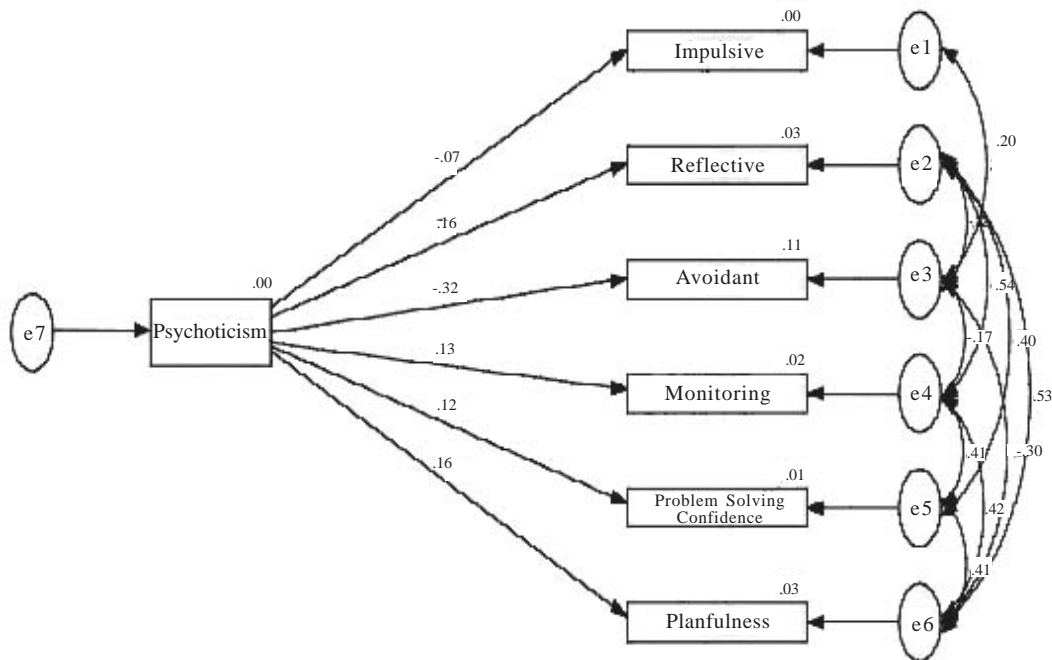 .00
Impulsive
e1
.03
Reflective
e2
.20
-.07
.16
.11
Avoidant
e3
.00
-.32
Psychoticism
e7
.54
-.17
.40
.02
Monitoring
e4
.13
.12
.53
.16
.01
Problem Solving
Confidence
e5
.41
-.30
.42
.41
.03
Planfulness
e6